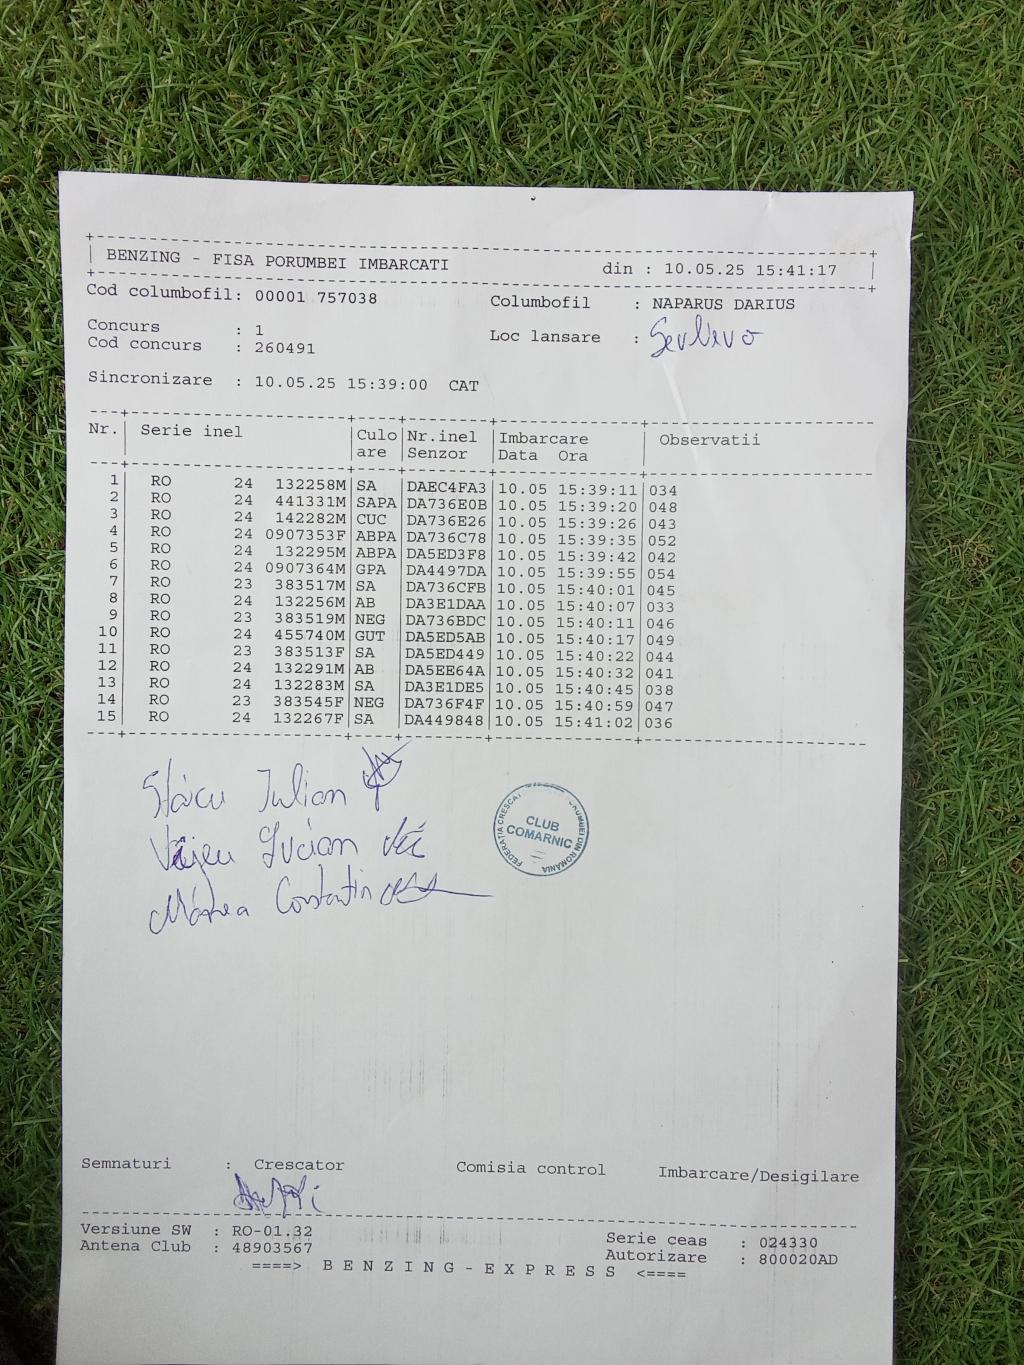 BENZING - FISA PORUMBEI IMBARCATI din : 10.05.25 15:41:17
Cod columbofil: 00001 757038 Columbofil : NAPARUS DARIUS
Concurs : 1 Loc lansare : Sevlievo
Cod concurs : 260491
Sincronizare : 10.05.25 15:39:00 CAT
Nr. Serie inel Culo Nr.inel Imbarcare Observatii
are Senzor Data Ora
1 RO 24 132258M SA DAEC4FA3 10.05 15:39:11 034
2 RO 24 441331M SAPA DA736E0B 10.05 15:39:20 048
3 RO 24 142282M CUC DA736E26 10.05 15:39:26 043
4 RO 24 0907353F ABPA DA736C78 10.05 15:39:35 052
5 RO 24 132295M ABPA DA5ED3F8 10.05 15:39:42 042
6 RO 24 0907364M GPA DA4497DA 10.05 15:39:55 054
7 RO 23 383517M SA DA736CFB 10.05 15:40:01 045
8 RO 24 132256M AB DA3E1DAA 10.05 15:40:07 033
9 RO 23 383519M NEG DA736BDC 10.05 15:40:11 046
10 RO 24 455740M GUT DA5ED5AB 10.05 15:40:17 049
11 RO 23 383513F SA DA5ED449 10.05 15:40:22 044
12 RO 24 132291M AB DA5EE64A 10.05 15:40:32 041
13 RO 24 132283M SA DA3E1DE5 10.05 15:40:45 038
14 RO 23 383545F NEG DA736F4F 10.05 15:40:59 047
15 RO 24 132267F SA DA449848 10.05 15:41:02 036
Staicu Iulian
Lucian
Constantin
FEDERATIA CRESCAT DIN ROMANIA
CLUB
COMARNIC
Semnaturi : Crescator Comisia control Imbarcare/Desigilare
Versiune SW : RO-01.32 Serie ceas : 024330
Antena Club : 48903567 Autorizare : 800020AD
====> B E N Z I N G - E X P R E S S <====